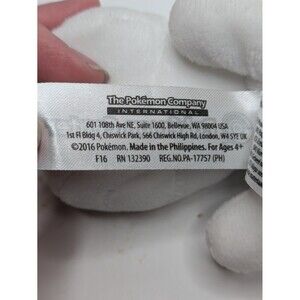 The Pokémon Company
INTERNATIONAL
601 108th Ave NE, Suite 1600, Bellevue, WA 98004 USA
1st Fl Bldg 4, Chiswick Park, 566 Chiswick High Rd, London, W4 5YE UK
©2016 Pokémon. Made in the Philippines. For Ages 4+
F16 RN 132390 REG.NO.PA-17757 (PH)